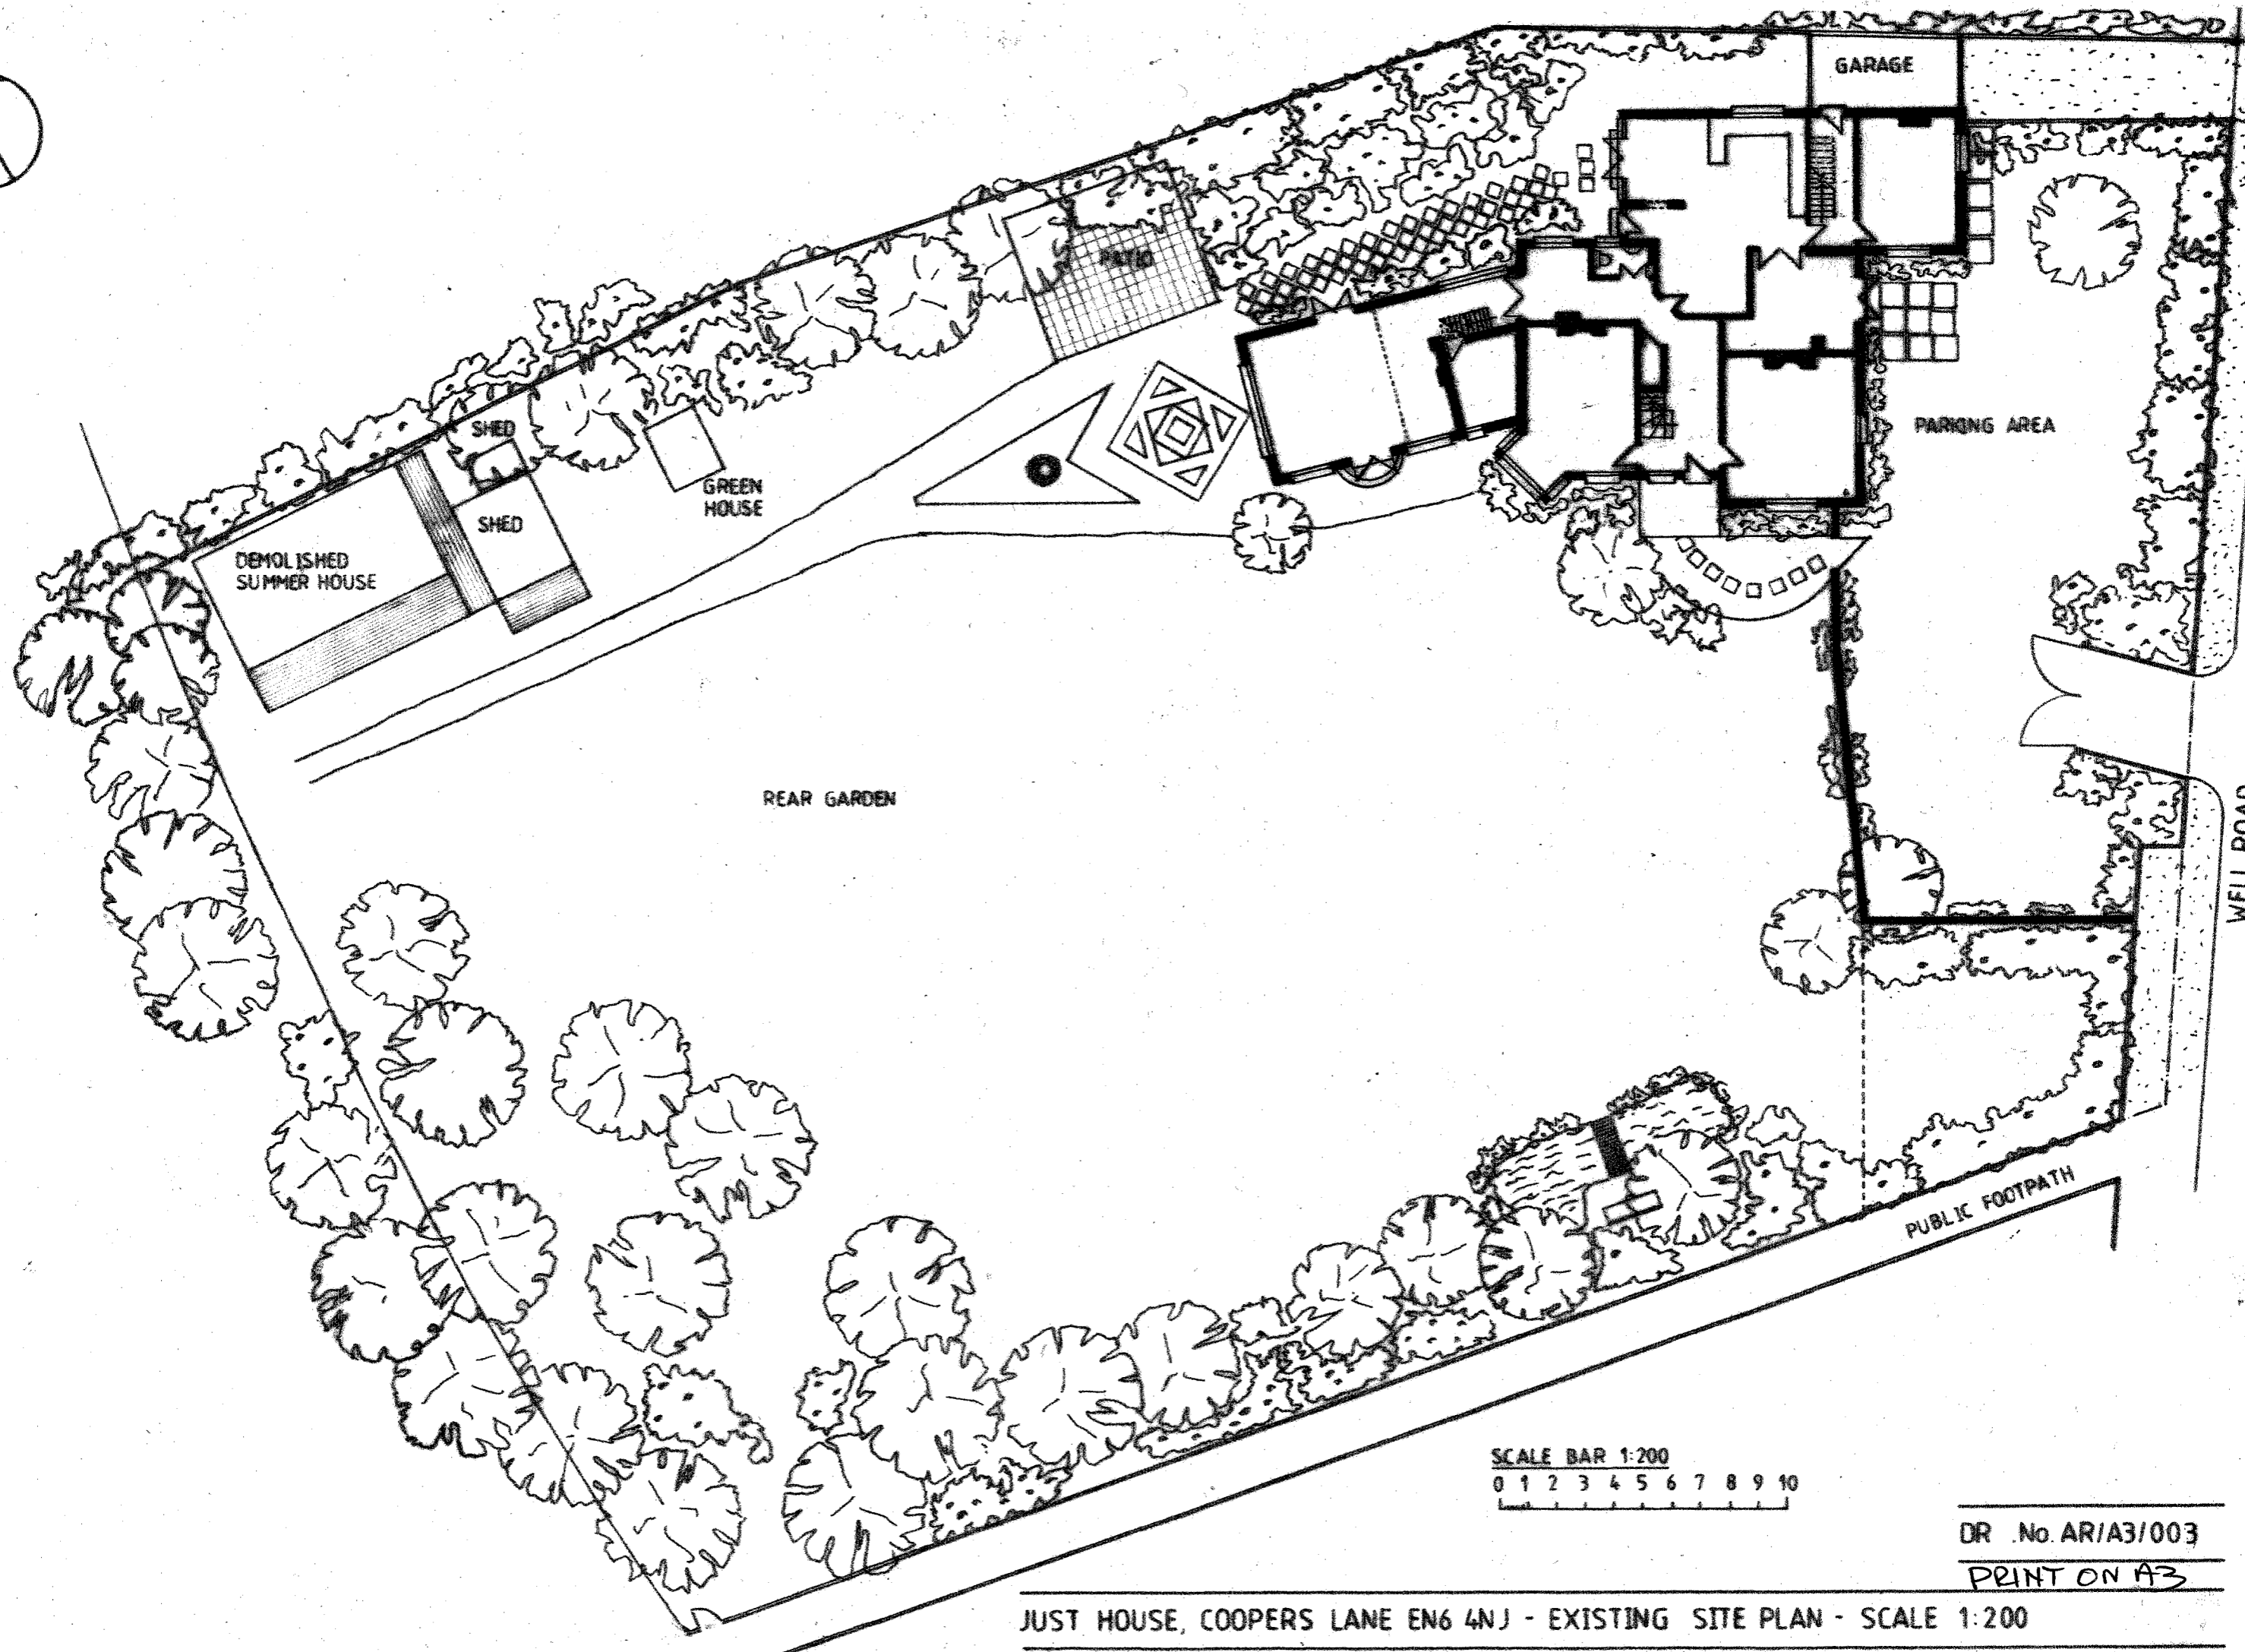 GARAGE
PATIO
PARKING AREA
SHED
GREEN
HOUSE
SHED
DEMOLISHED
SUMMER HOUSE
REAR GARDEN
WELL ROAD
PUBLIC FOOTPATH
SCALE BAR 1:200
0 1 2 3 4 5 6 7 8 9 10
DR .No. AR/A3/003
PRINT ON A3
JUST HOUSE, COOPERS LANE EN6 4NJ - EXISTING SITE PLAN - SCALE 1:200